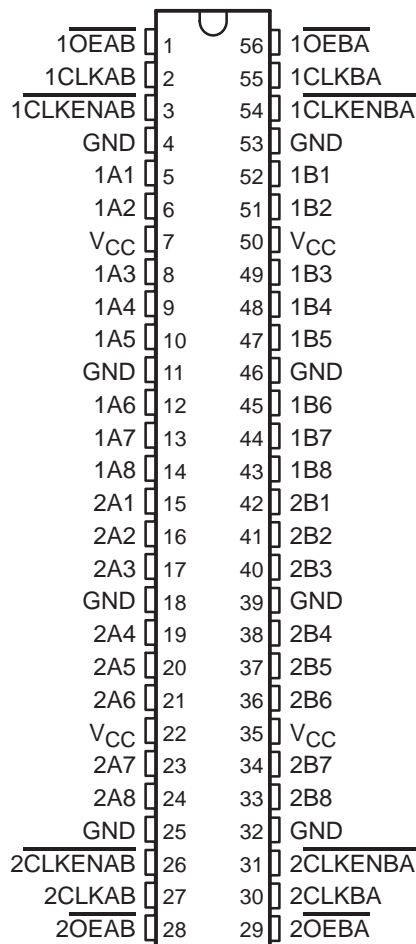 1OEAB 1 56 1OEBA
1CLKAB 2 55 1CLKBA
1CLKENAB 3 54 1CLKENBA
GND 4 53 GND
1A1 5 52 1B1
1A2 6 51 1B2
VCC 7 50 VCC
1A3 8 49 1B3
1A4 9 48 1B4
1A5 10 47 1B5
GND 11 46 GND
1A6 12 45 1B6
1A7 13 44 1B7
1A8 14 43 1B8
2A1 15 42 2B1
2A2 16 41 2B2
2A3 17 40 2B3
GND 18 39 GND
2A4 19 38 2B4
2A5 20 37 2B5
2A6 21 36 2B6
VCC 22 35 VCC
2A7 23 34 2B7
2A8 24 33 2B8
GND 25 32 GND
2CLKENAB 26 31 2CLKENBA
2CLKAB 27 30 2CLKBA
2OEAB 28 29 2OEBA